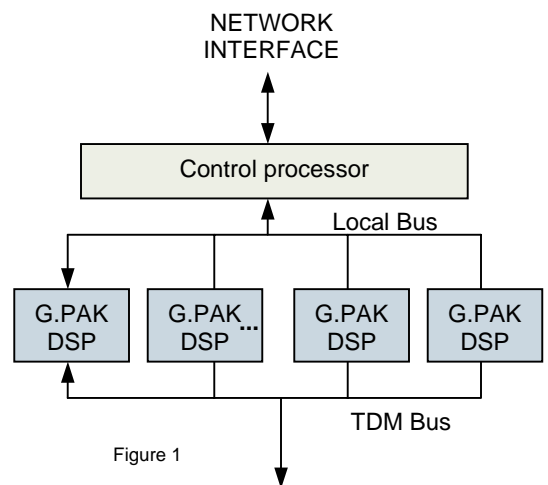 NETWORK
INTERFACE
Control processor
Local Bus
G.PAK
DSP
G.PAK
DSP
...
G.PAK
DSP
G.PAK
DSP
TDM Bus
Figure 1